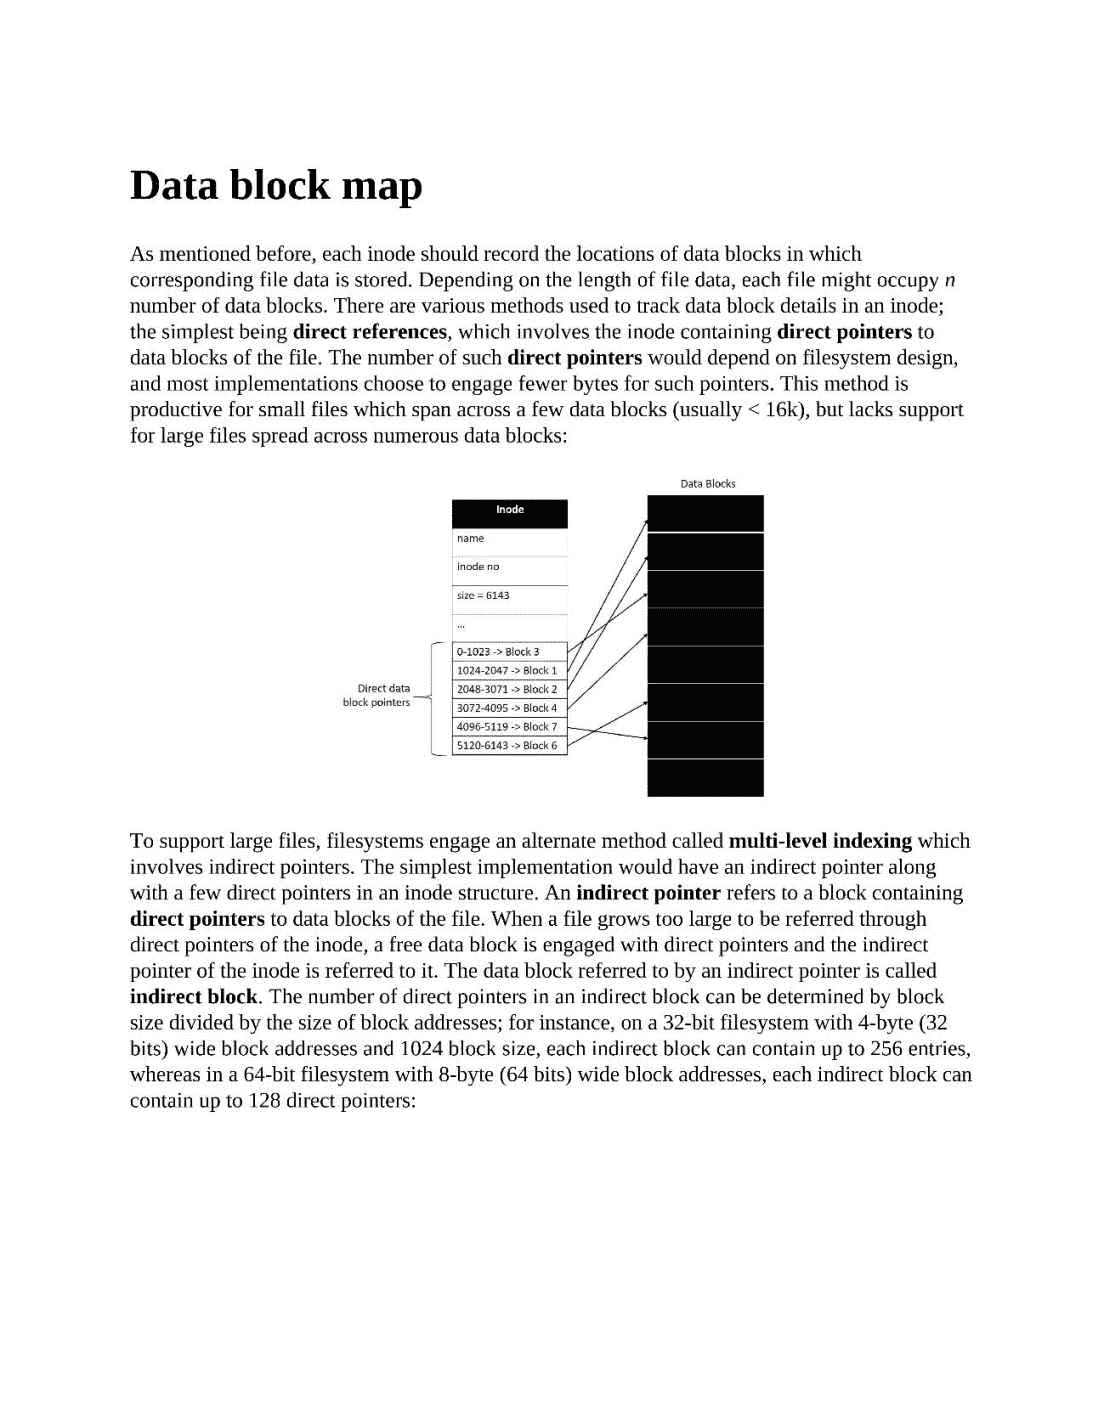 Data block map
As mentioned before, each inode should record the locations of data blocks in which
corresponding file data is stored. Depending on the length of file data, each file might occupy n
number of data blocks. There are various methods used to track data block details in an inode;
the simplest being direct references, which involves the inode containing direct pointers to
data blocks of the file. The number of such direct pointers would depend on filesystem design,
and most implementations choose to engage fewer bytes for such pointers. This method is
productive for small files which span across a few data blocks (usually < 16k), but lacks support
for large files spread across numerous data blocks:
Data Blocks
Inode
name
inode no
size = 6143
...
0-1023 -> Block 3
1024-2047 -> Block 1
2048-3071 -> Block 2
3072-4095 -> Block 4
4096-5119 -> Block 7
5120-6143 -> Block 6
Direct data
block pointers
To support large files, filesystems engage an alternate method called multi-level indexing which
involves indirect pointers. The simplest implementation would have an indirect pointer along
with a few direct pointers in an inode structure. An indirect pointer refers to a block containing
direct pointers to data blocks of the file. When a file grows too large to be referred through
direct pointers of the inode, a free data block is engaged with direct pointers and the indirect
pointer of the inode is referred to it. The data block referred to by an indirect pointer is called
indirect block. The number of direct pointers in an indirect block can be determined by block
size divided by the size of block addresses; for instance, on a 32-bit filesystem with 4-byte (32
bits) wide block addresses and 1024 block size, each indirect block can contain up to 256 entries,
whereas in a 64-bit filesystem with 8-byte (64 bits) wide block addresses, each indirect block can
contain up to 128 direct pointers: